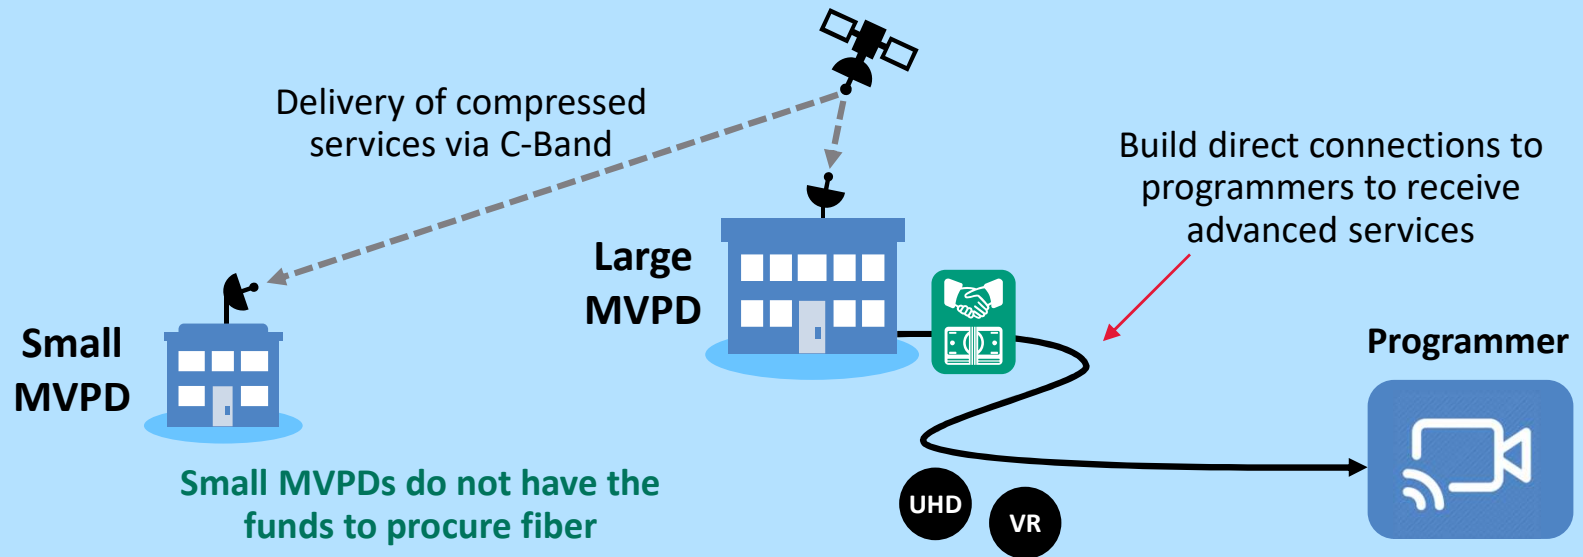 Delivery of compressed
services via C-Band
Build direct connections to
programmers to receive
advanced services
Large
MVPD
Small
MVPD
Programmer
Small MVPDs do not have the
funds to procure fiber
UHD
VR